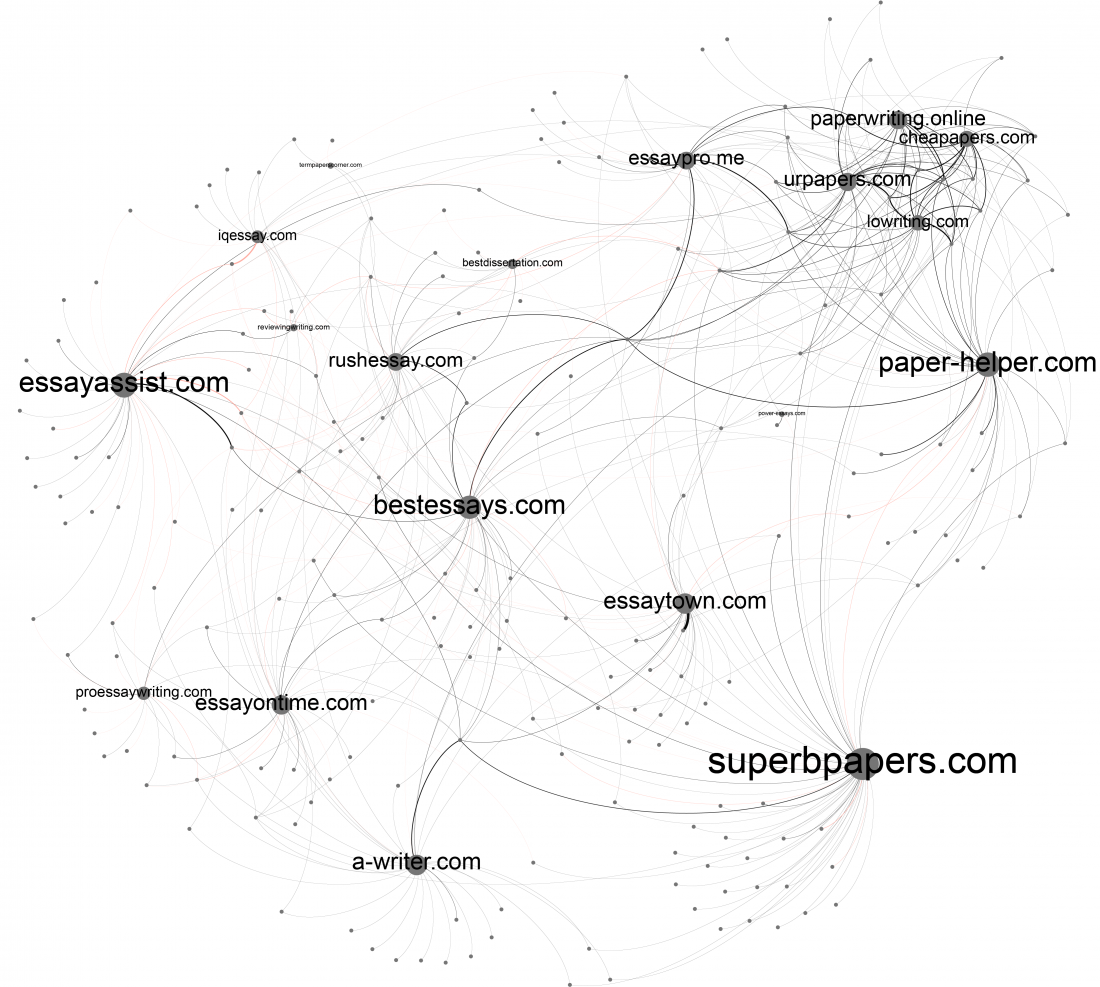 paperwriting.online
cheapapers.com
essaypro.me
termpaperscorner.com
urpapers.com
lowriting.com
iqessay.com
bestdissertation.com
reviewingwriting.com
rushessay.com
paper-helper.com
essayassist.com
power-essays.com
bestessays.com
essaytown.com
proessaywriting.com
essayontime.com
superbpapers.com
a-writer.com